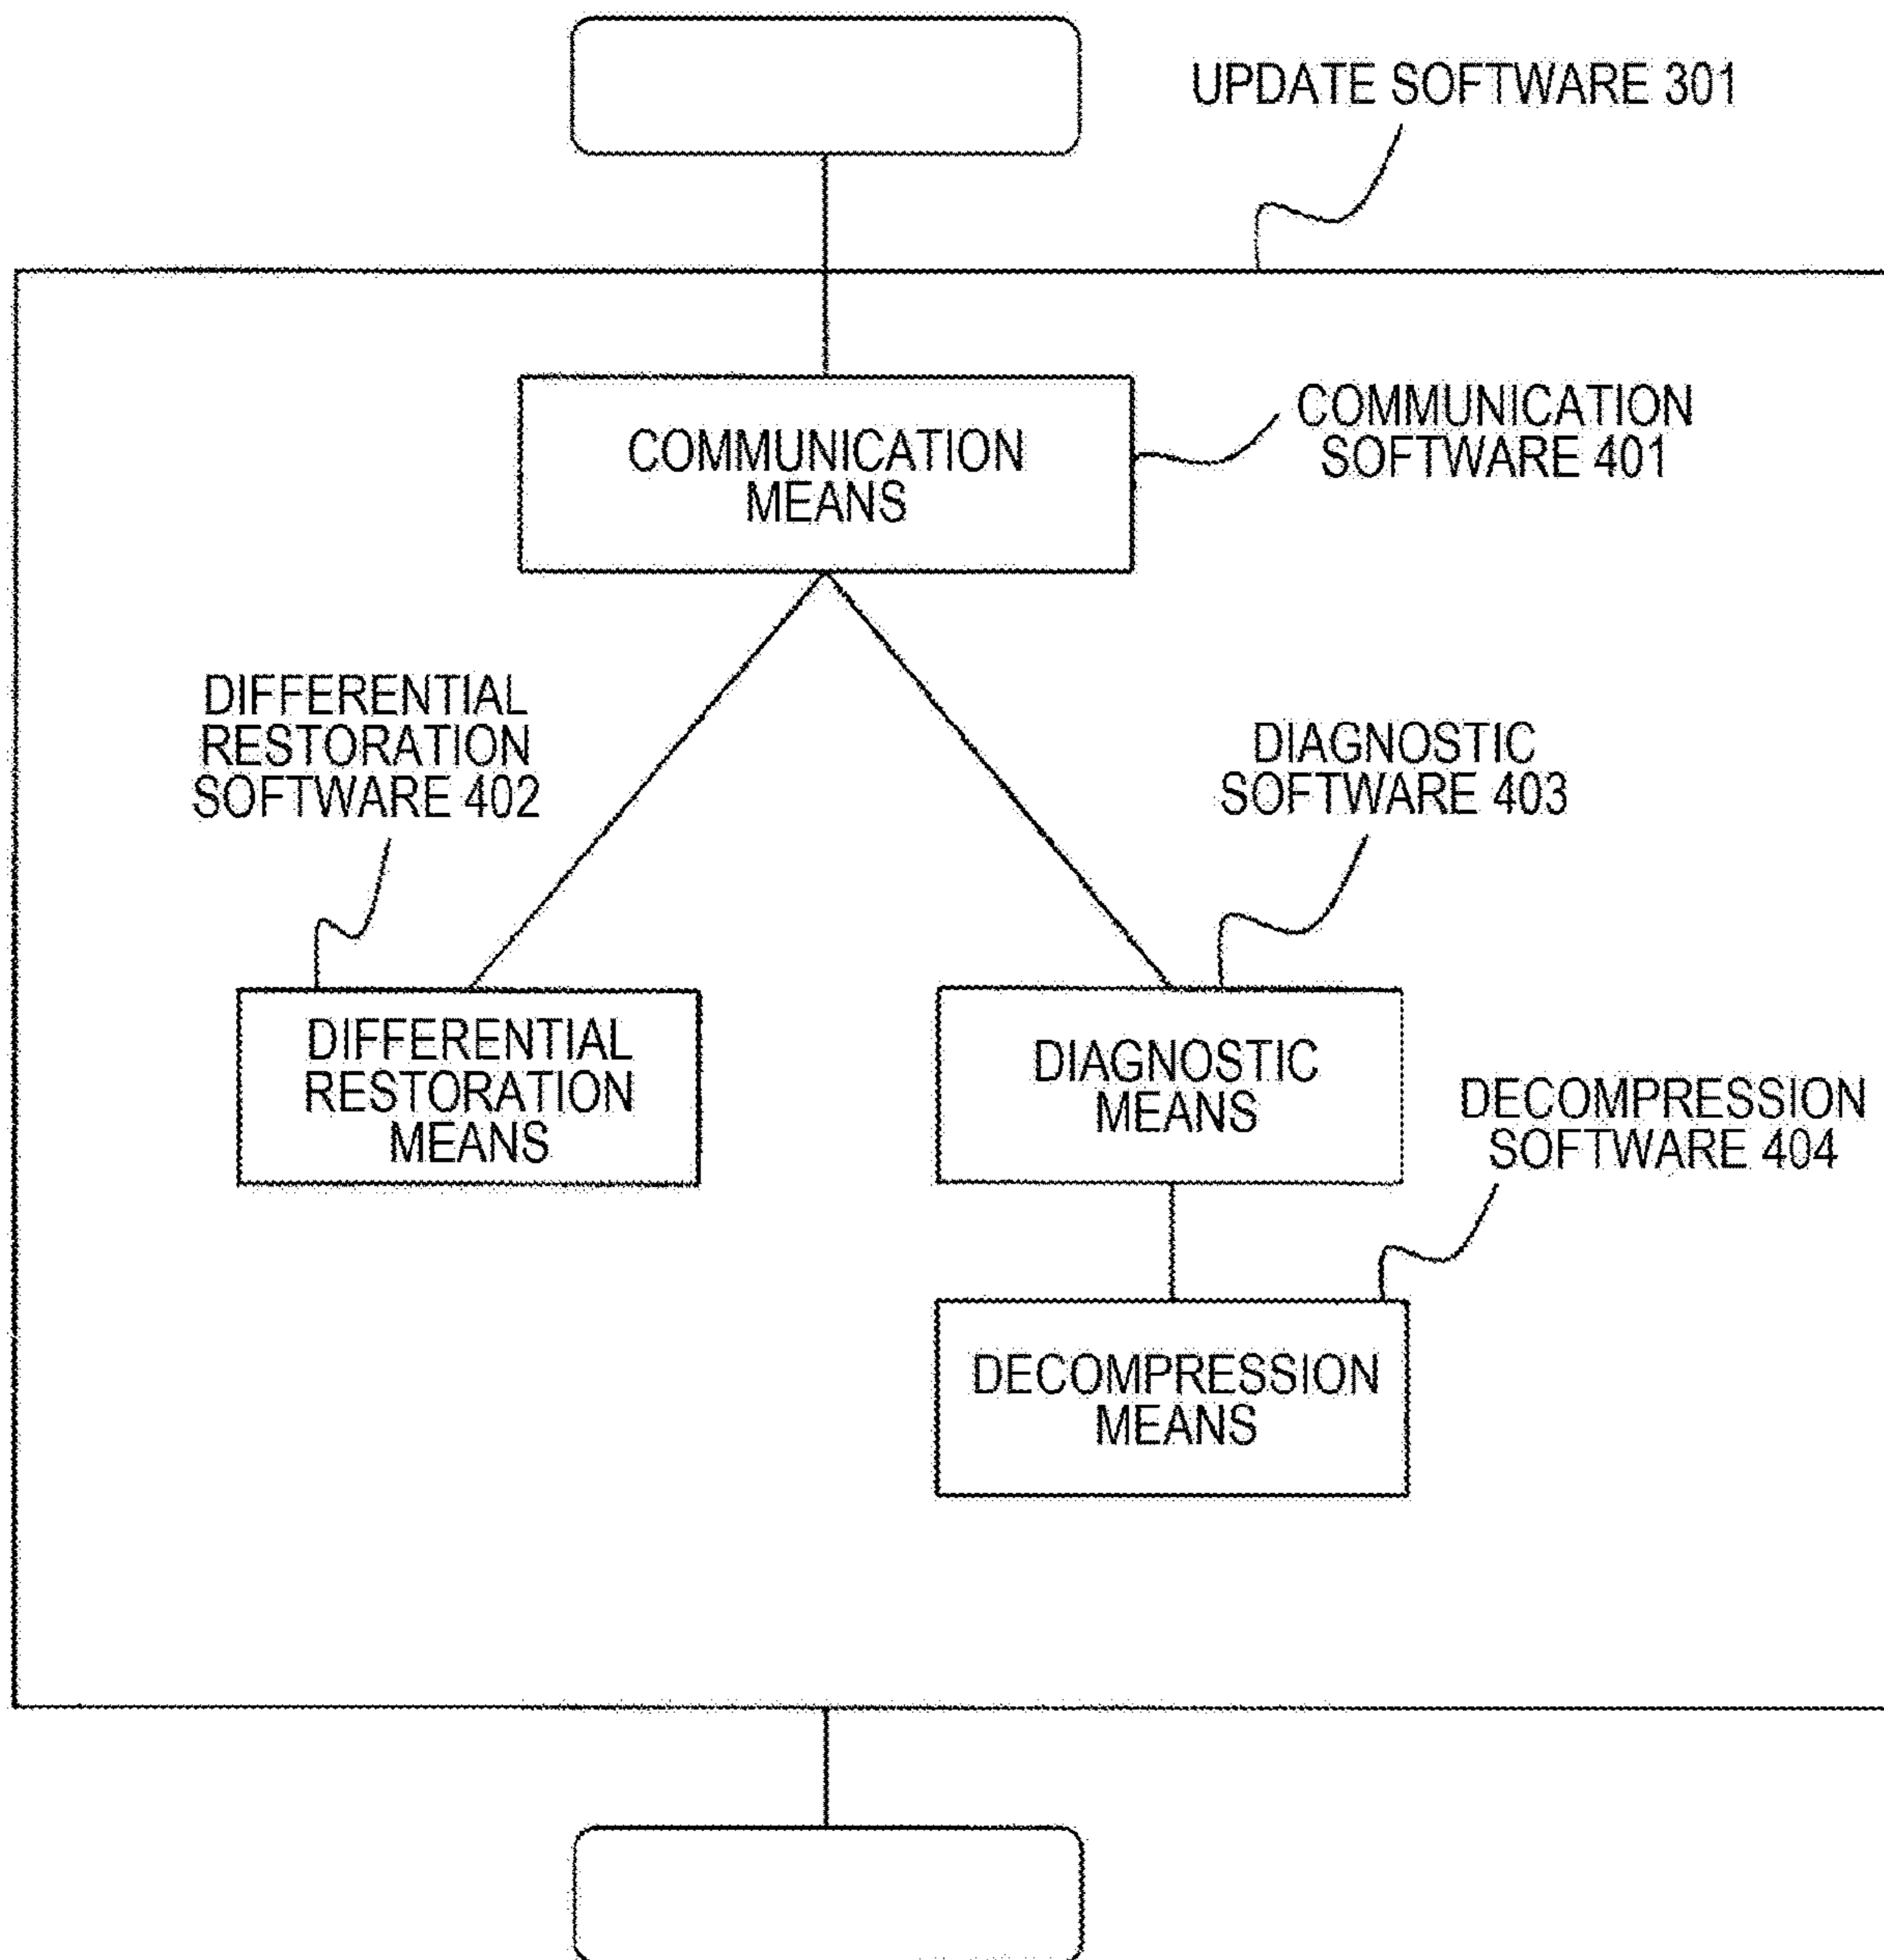 UPDATE SOFTWARE 301
COMMUNICATION
MEANS
COMMUNICATION
SOFTWARE 401
DIFFERENTIAL
RESTORATION
SOFTWARE 402
DIAGNOSTIC
SOFTWARE 403
DIFFERENTIAL
RESTORATION
MEANS
DIAGNOSTIC
MEANS
DECOMPRESSION
SOFTWARE 404
DECOMPRESSION
MEANS